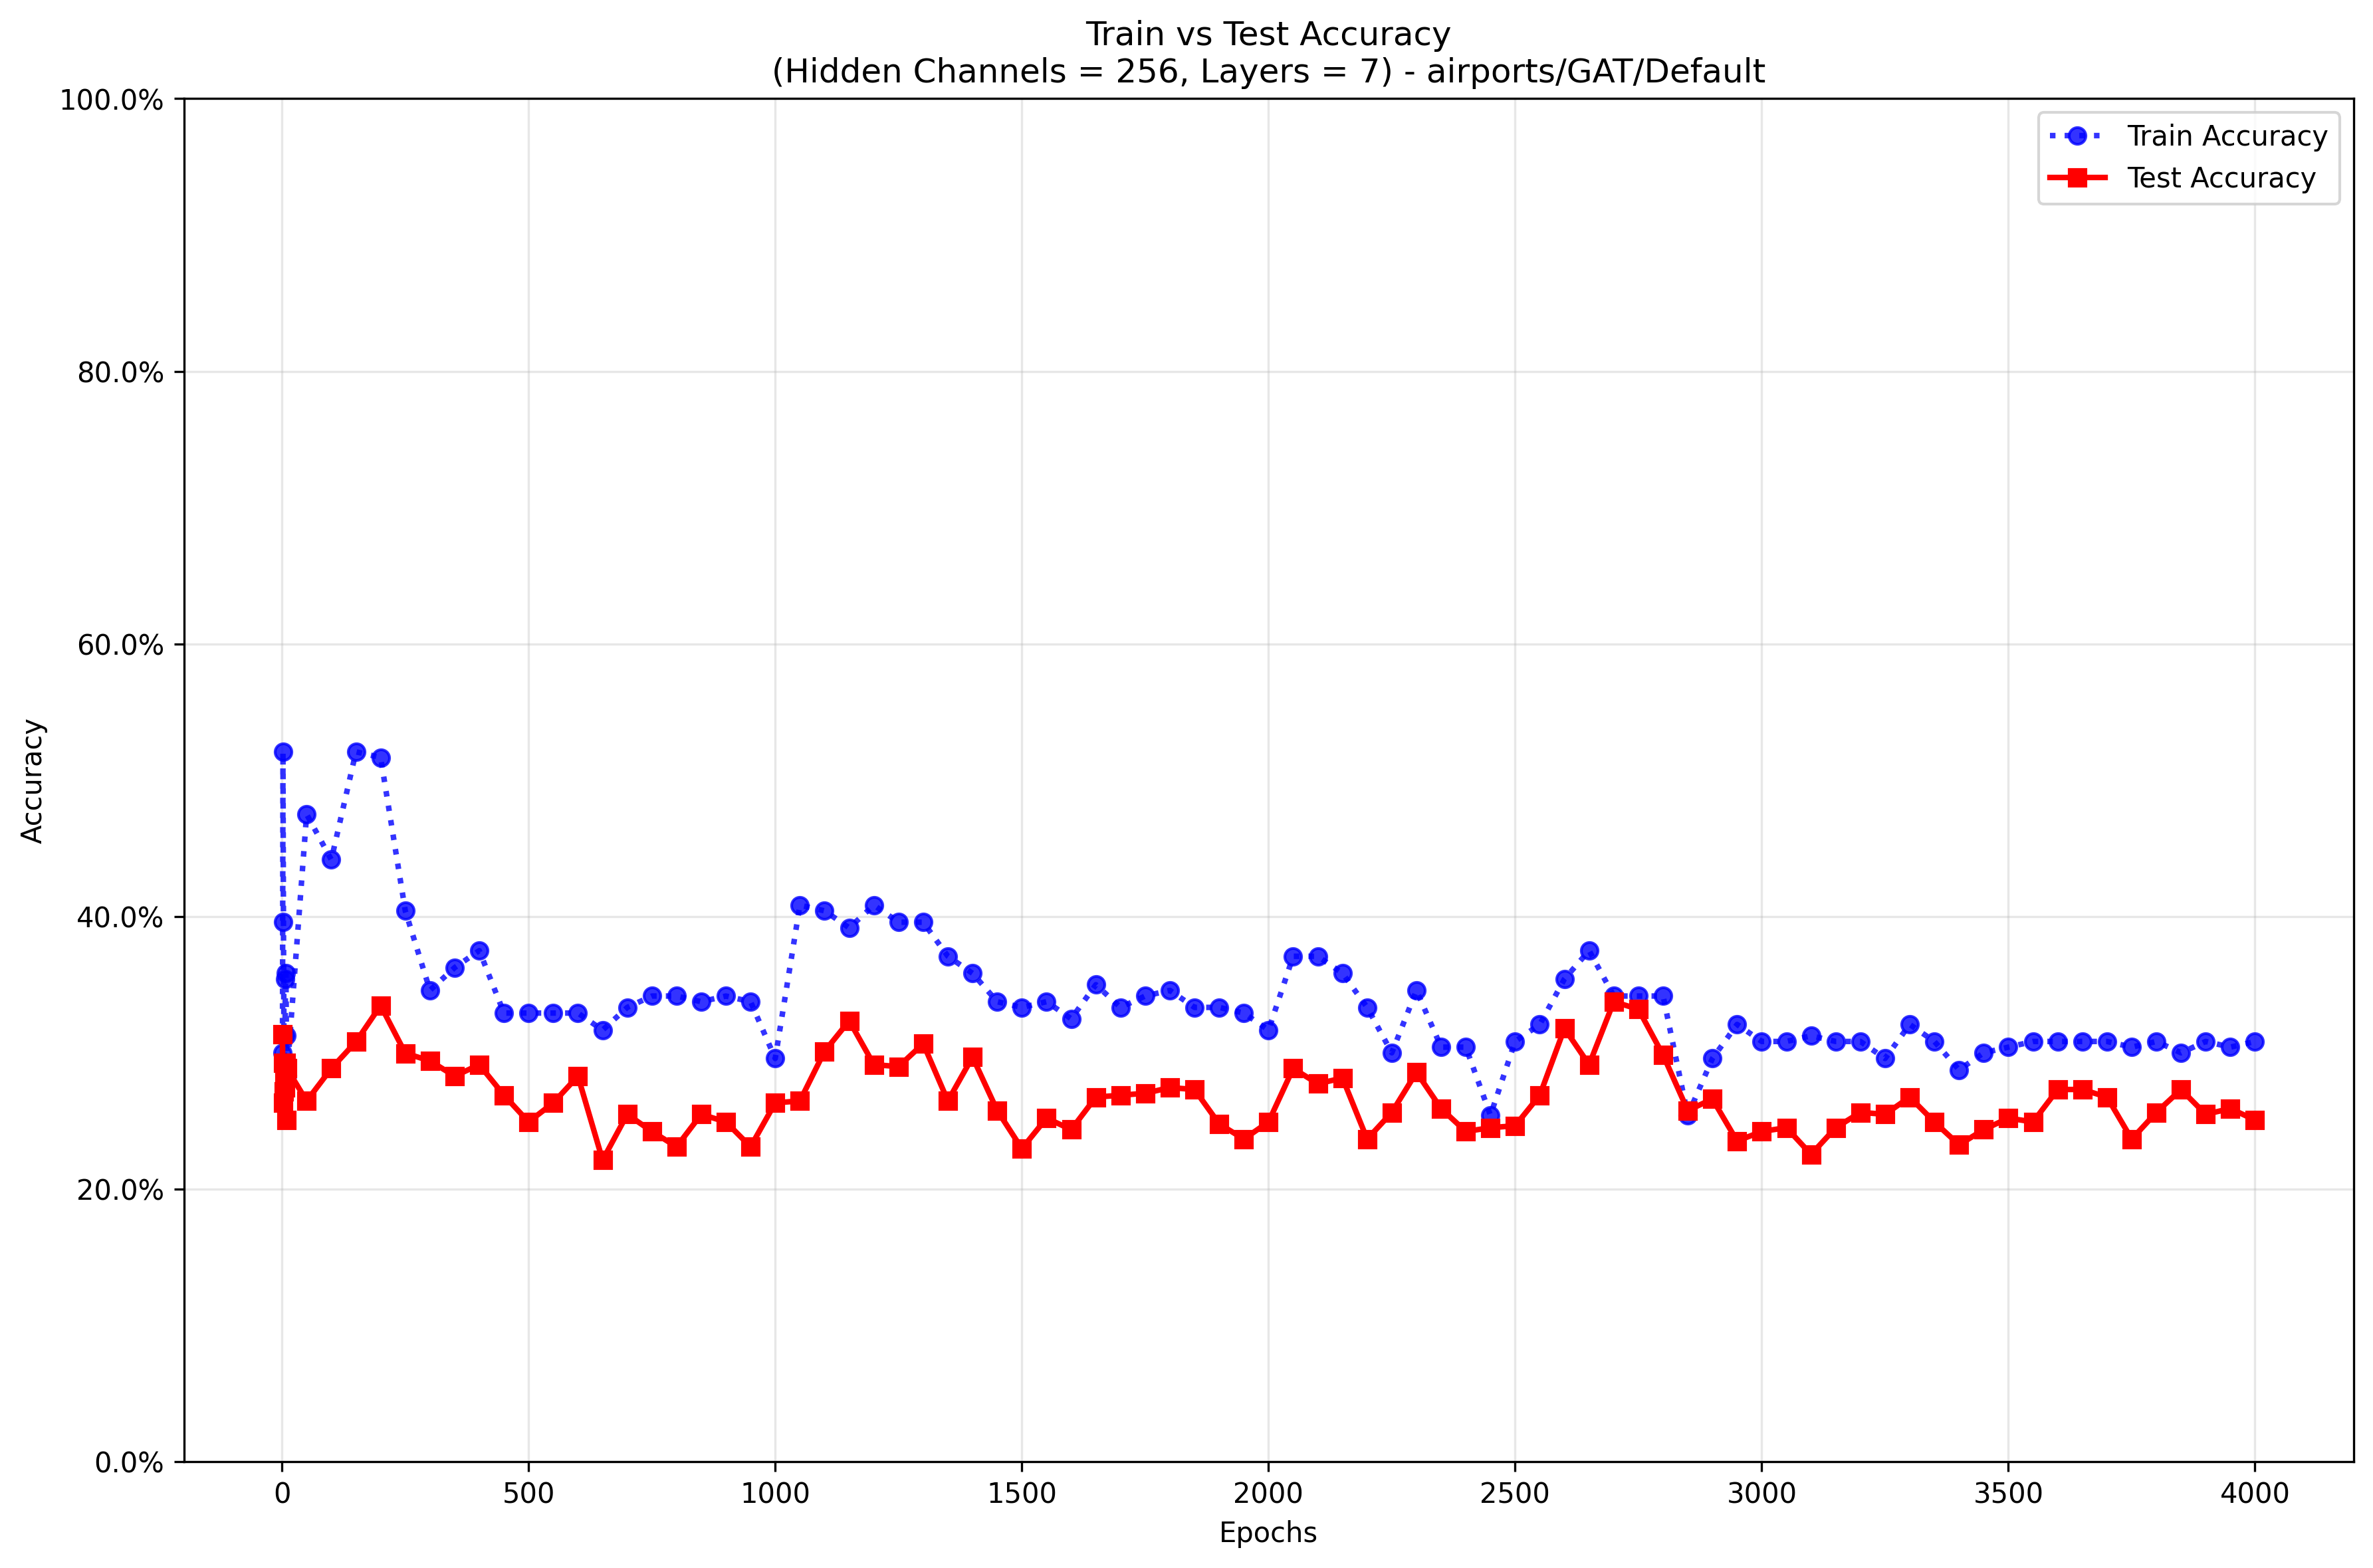 Train vs Test Accuracy
(Hidden Channels = 256, Layers = 7) - airports/GAT/Default
100.0%
80.0%
60.0%
40.0%
20.0%
0.0%
Accuracy
Train Accuracy
Test Accuracy
0
500
1000
1500
2000
2500
3000
3500
4000
Epochs